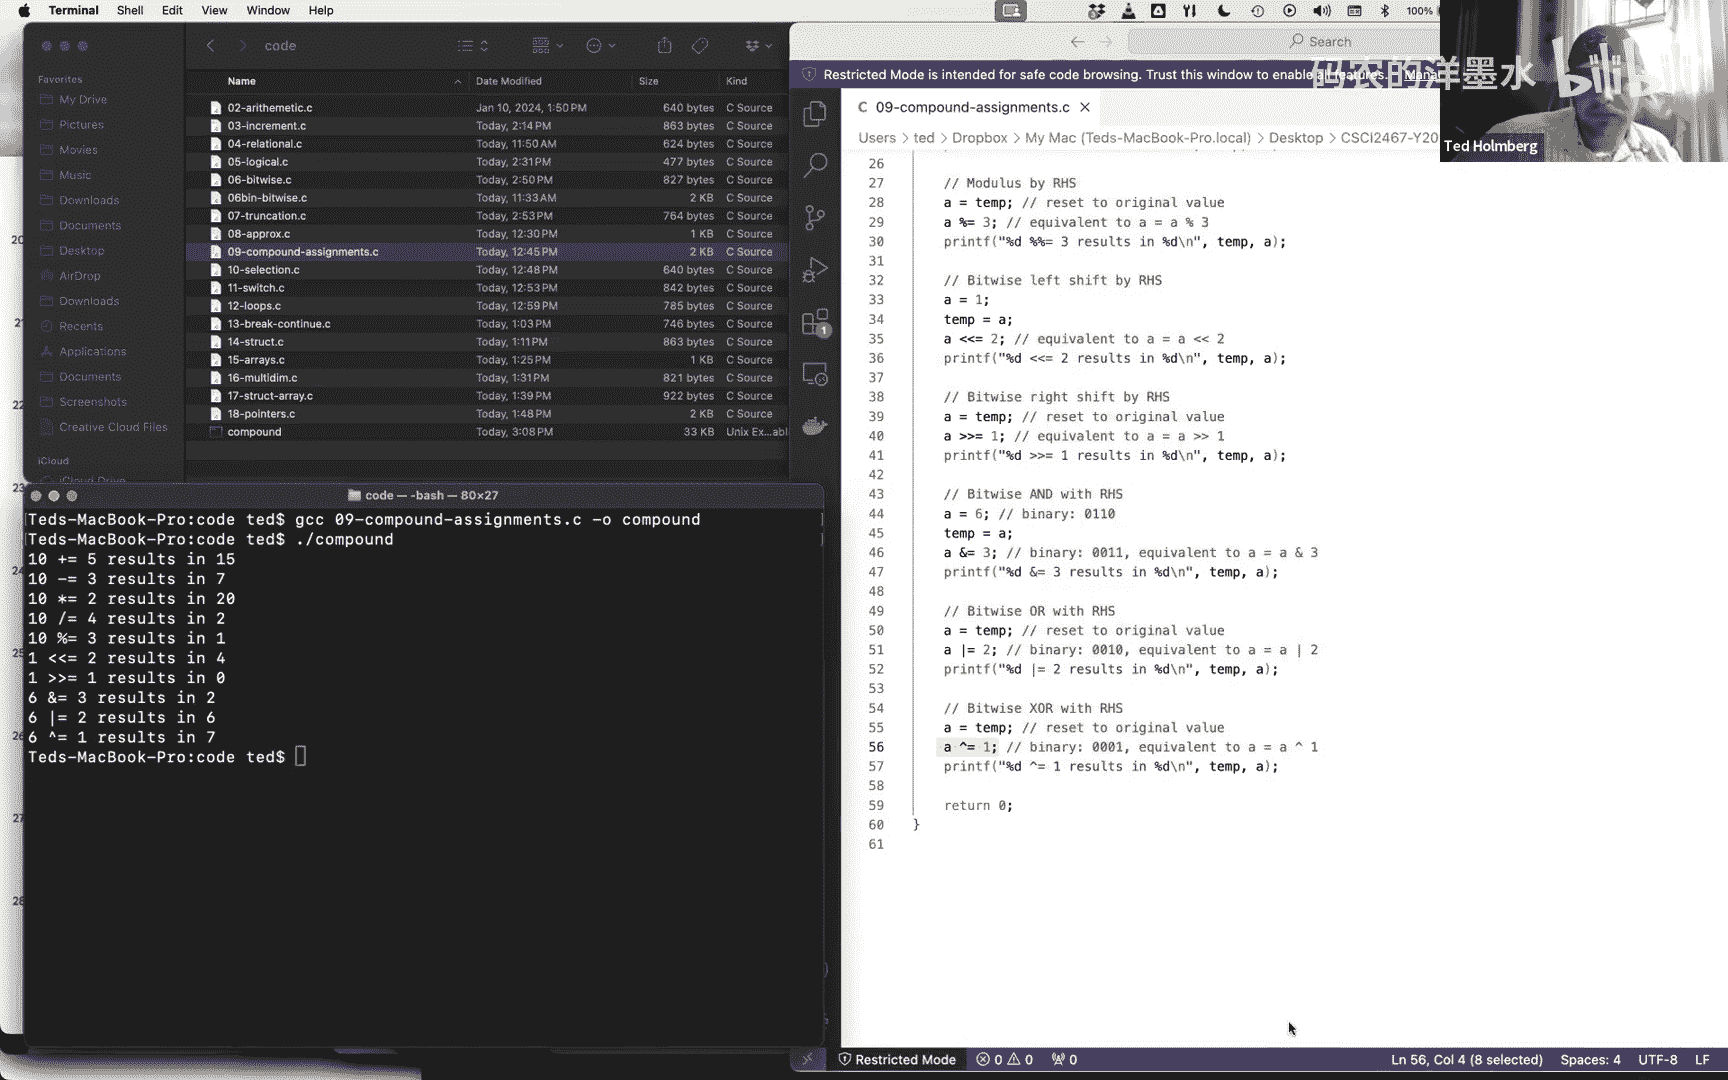 Terminal Shell Edit View Window Help
100%
code
Search
Favorites
My Drive
Pictures
Movies
Music
Downloads
Documents
Desktop
AirDrop
Downloads
Recents
Applications
Documents
Screenshots
Creative Cloud Files
iCloud
iCloud Drive
Name Date Modified Size Kind
02-arithemetic.c Jan 10, 2024, 1:50 PM 640 bytes C Source
03-increment.c Today, 2:14 PM 863 bytes C Source
04-relational.c Today, 11:50 AM 624 bytes C Source
05-logical.c Today, 2:31 PM 477 bytes C Source
06-bitwise.c Today, 2:50 PM 827 bytes C Source
06bin-bitwise.c Today, 11:33 AM 2 KB C Source
07-truncation.c Today, 2:53 PM 764 bytes C Source
08-approx.c Today, 12:30 PM 1 KB C Source
09-compound-assignments.c Today, 12:45 PM 2 KB C Source
10-selection.c Today, 12:48 PM 640 bytes C Source
11-switch.c Today, 12:53 PM 842 bytes C Source
12-loops.c Today, 12:59 PM 785 bytes C Source
13-break-continue.c Today, 1:03 PM 746 bytes C Source
14-struct.c Today, 1:11 PM 863 bytes C Source
15-arrays.c Today, 1:25 PM 1 KB C Source
16-multidim.c Today, 1:31 PM 821 bytes C Source
17-struct-array.c Today, 1:39 PM 922 bytes C Source
18-pointers.c Today, 1:48 PM 2 KB C Source
compound Today, 3:08 PM 33 KB Unix Ex...abl
code — -bash — 80×27
Teds-MacBook-Pro:code ted$ gcc 09-compound-assignments.c -o compound
Teds-MacBook-Pro:code ted$ ./compound
10 += 5 results in 15
10 -= 3 results in 7
10 *= 2 results in 20
10 /= 4 results in 2
10 %= 3 results in 1
1 <<= 2 results in 4
1 >>= 1 results in 0
6 &= 3 results in 2
6 |= 2 results in 6
6 ^= 1 results in 7
Teds-MacBook-Pro:code ted$
Restricted Mode is intended for safe code browsing. Trust this window to enable all features.
码农的洋墨水 bilibili
Ted Holmberg
C 09-compound-assignments.c ×
Users > ted > Dropbox > My Mac (Teds-MacBook-Pro.local) > Desktop > CSCI2467-Y20
26
27 // Modulus by RHS
28 a = temp; // reset to original value
29 a %= 3; // equivalent to a = a % 3
30 printf("%d %%= 3 results in %d\n", temp, a);
31
32 // Bitwise left shift by RHS
33 a = 1;
34 temp = a;
35 a <<= 2; // equivalent to a = a << 2
36 printf("%d <<= 2 results in %d\n", temp, a);
37
38 // Bitwise right shift by RHS
39 a = temp; // reset to original value
40 a >>= 1; // equivalent to a = a >> 1
41 printf("%d >>= 1 results in %d\n", temp, a);
42
43 // Bitwise AND with RHS
44 a = 6; // binary: 0110
45 temp = a;
46 a &= 3; // binary: 0011, equivalent to a = a & 3
47 printf("%d &= 3 results in %d\n", temp, a);
48
49 // Bitwise OR with RHS
50 a = temp; // reset to original value
51 a |= 2; // binary: 0010, equivalent to a = a | 2
52 printf("%d |= 2 results in %d\n", temp, a);
53
54 // Bitwise XOR with RHS
55 a = temp; // reset to original value
56 a ^= 1; // binary: 0001, equivalent to a = a ^ 1
57 printf("%d ^= 1 results in %d\n", temp, a);
58
59 return 0;
60 }
61
1
Restricted Mode 0 0 0 Ln 56, Col 4 (8 selected) Spaces: 4 UTF-8 LF